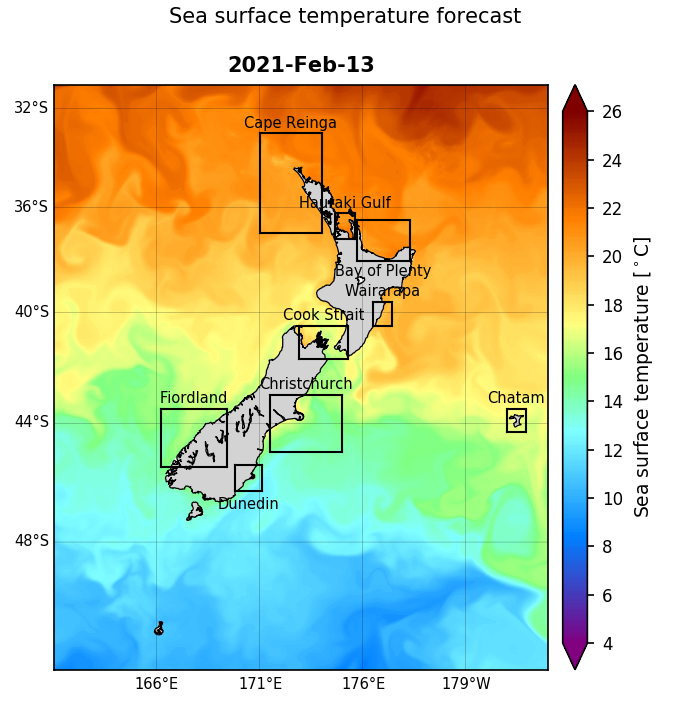 Sea surface temperature forecast
2021-Feb-13
32°S
36°S
40°S
44°S
48°S
Cape Reinga
Hauraki Gulf
Bay of Plenty
Wairarapa
Cook Strait
Christchurch
Fiordland
Chatam
Dunedin
166°E
171°E
176°E
179°W
26
24
22
20
18
16
14
12
10
8
6
4
Sea surface temperature [°C]